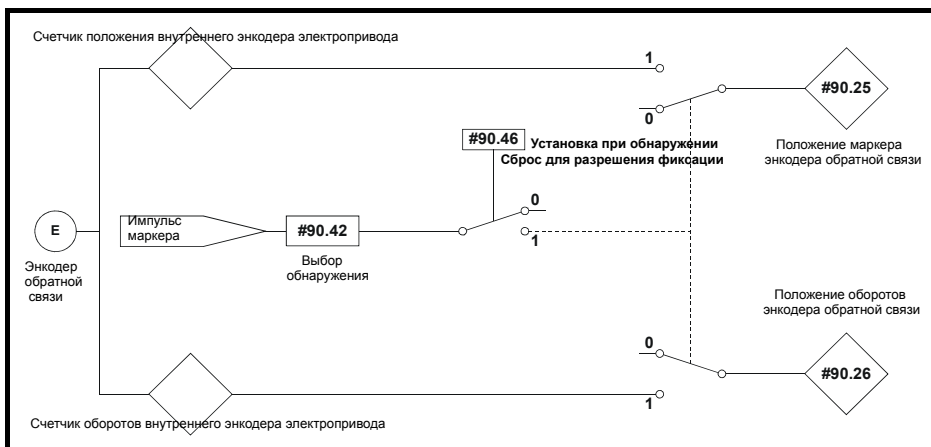 Счетчик положения внутреннего энкодера электропривода
1
#90.25
0
#90.46
Установка при обнаружении
Сброс для разрешения фиксации
Положение маркера
энкодера обратной связи
0
Импульс
маркера
E
#90.42
1
Энкодер
обратной
связи
Выбор
обнаружения
Положение оборотов
энкодера обратной связи
0
#90.26
1
Счетчик оборотов внутреннего энкодера электропривода